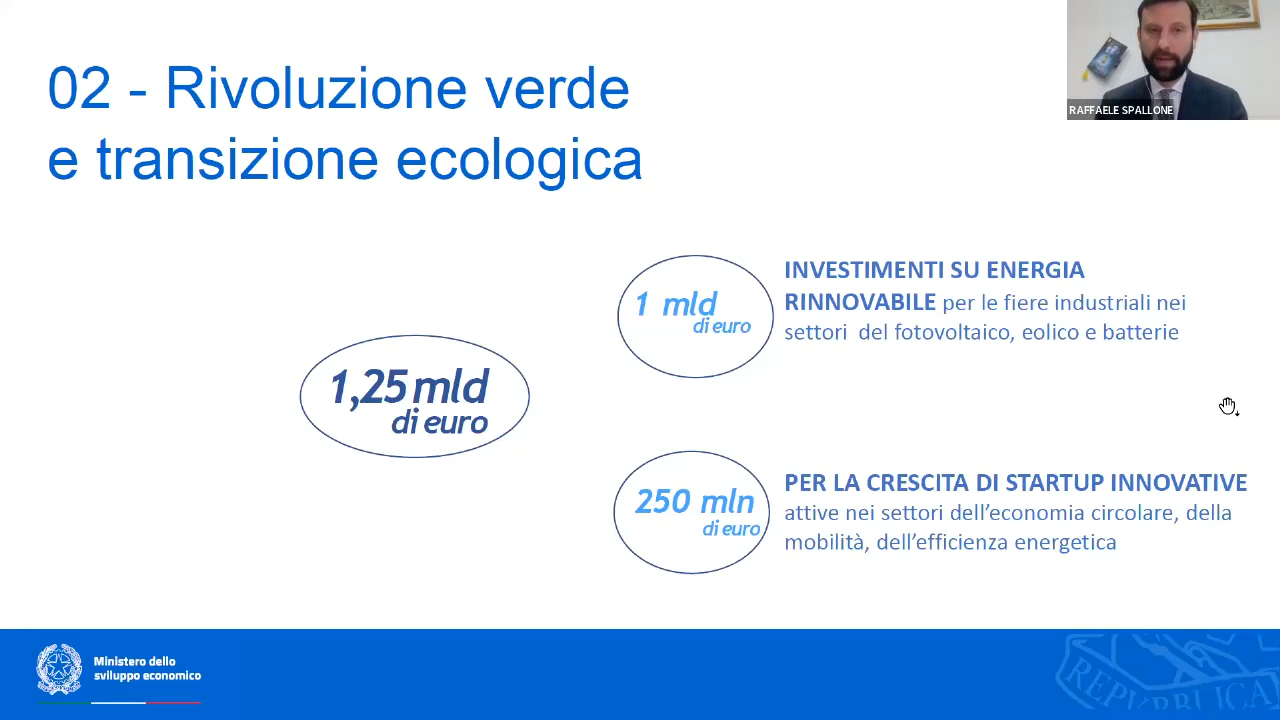 02 - Rivoluzione verde
e transizione ecologica
RAFFAELE SPALLONE
1,25 mld
di euro
1 mld
di euro
INVESTIMENTI SU ENERGIA
RINNOVABILE per le fiere industriali nei
settori del fotovoltaico, eolico e batterie
250 mln
di euro
PER LA CRESCITA DI STARTUP INNOVATIVE
attive nei settori dell’economia circolare, della
mobilità, dell’efficienza energetica
Ministero dello
sviluppo economico
REPVBBLICA